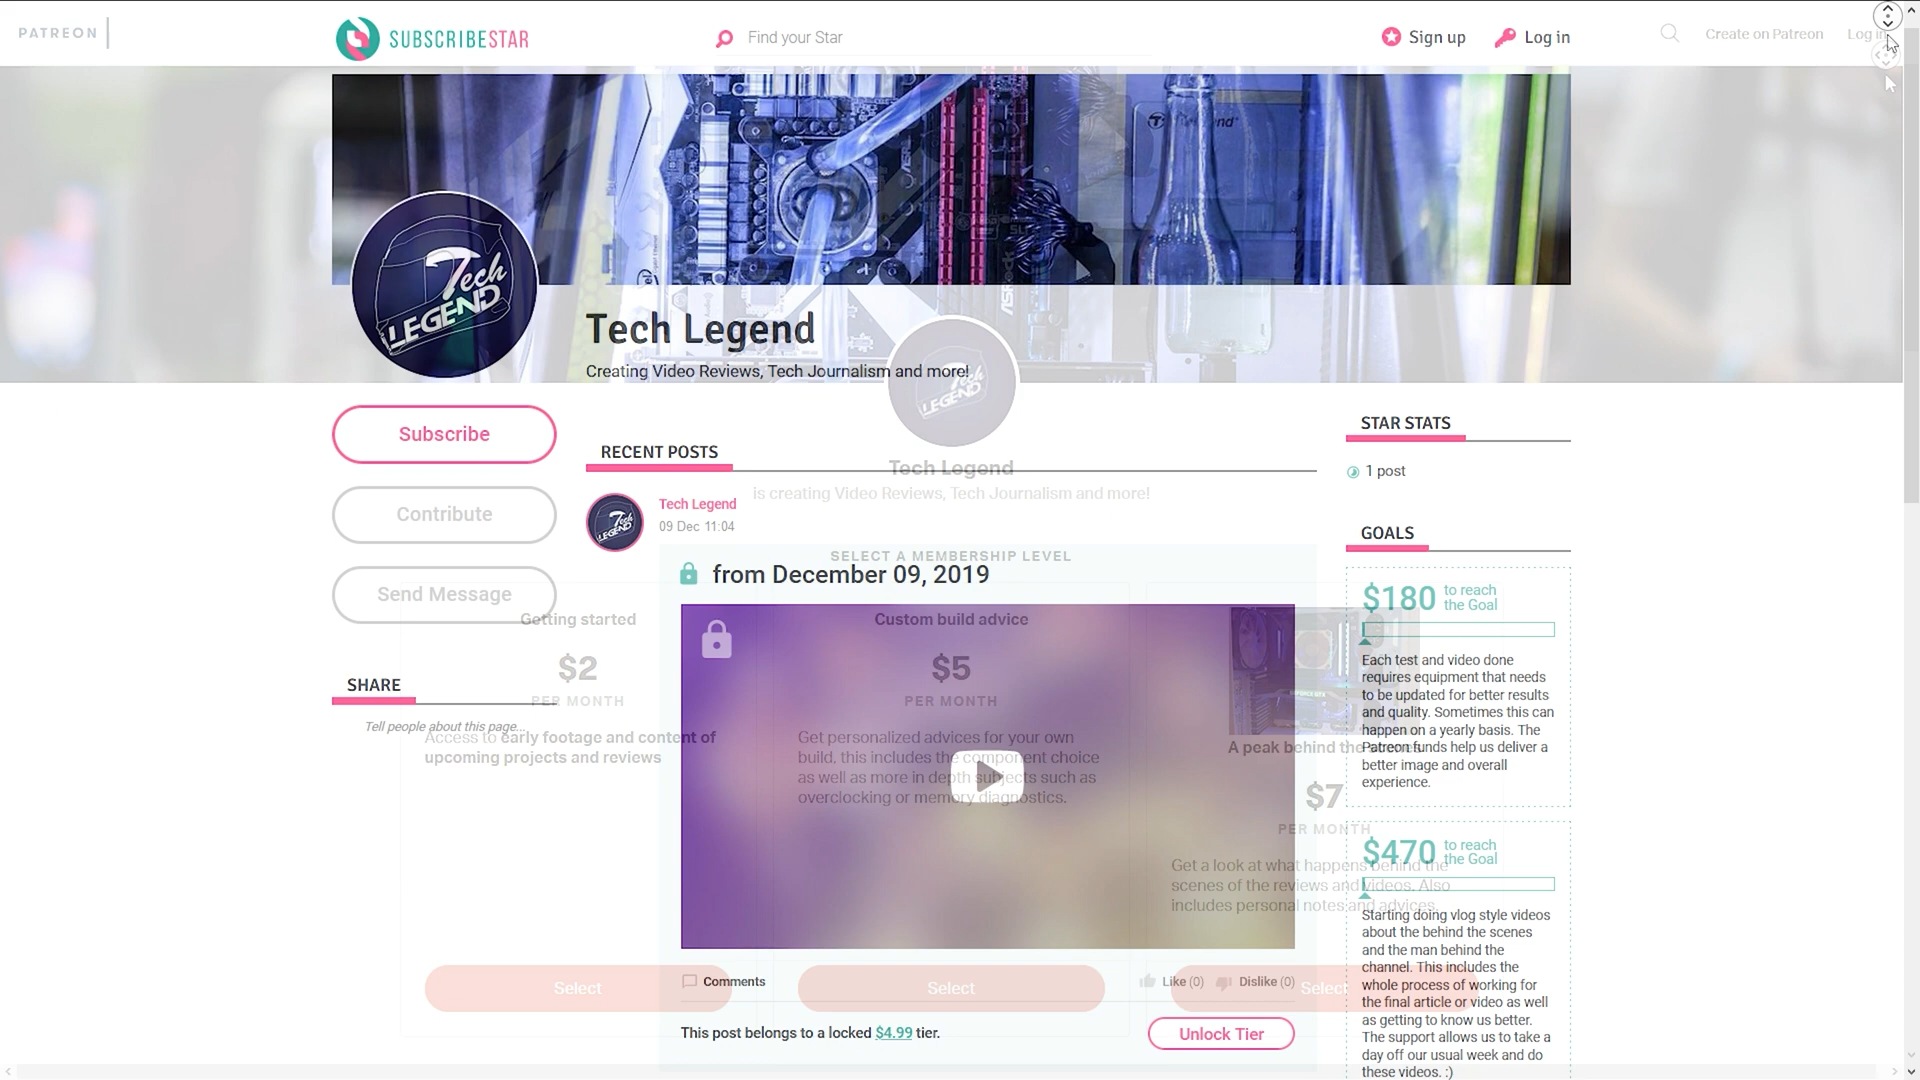 PATREON
SUBSCRIBESTAR
Find your Star
Sign up
Log in
Create on Patreon
Log in
Tech
LEGEND
Tech Legend
Creating Video Reviews, Tech Journalism and more!
Tech
LEGEND
Subscribe
Contribute
Send Message
SHARE
Tell people about this page...
RECENT POSTS
Tech Legend
is creating Video Reviews, Tech Journalism and more!
Tech
LEGEND
Tech Legend
09 Dec 11:04
SELECT A MEMBERSHIP LEVEL
from December 09, 2019
Getting started
$2
PER MONTH
Access to early footage and content of
upcoming projects and reviews
Select
Custom build advice
$5
PER MONTH
Get personalized advices for your own
build, this includes the component choice
as well as more in depth subjects such as
overclocking or memory diagnostics.
Select
A peak behind the
$7
PER MONTH
Get a look at what happens behind the
scenes of the reviews and videos. Also
includes personal notes and advices.
Select
Comments
Like (0)
Dislike (0)
This post belongs to a locked $4.99 tier.
Unlock Tier
STAR STATS
1 post
GOALS
$180 to reach
the Goal
Each test and video done
requires equipment that needs
to be updated for better results
and quality. Sometimes this can
happen on a yearly basis. The
Patreon funds help us deliver a
better image and overall
experience.
$470 to reach
the Goal
Starting doing vlog style videos
about the behind the scenes
and the man behind the
channel. This includes the
whole process of working for
the final article or video as well
as getting to know us better.
The support allows us to take a
day off our usual week and do
these videos. :)